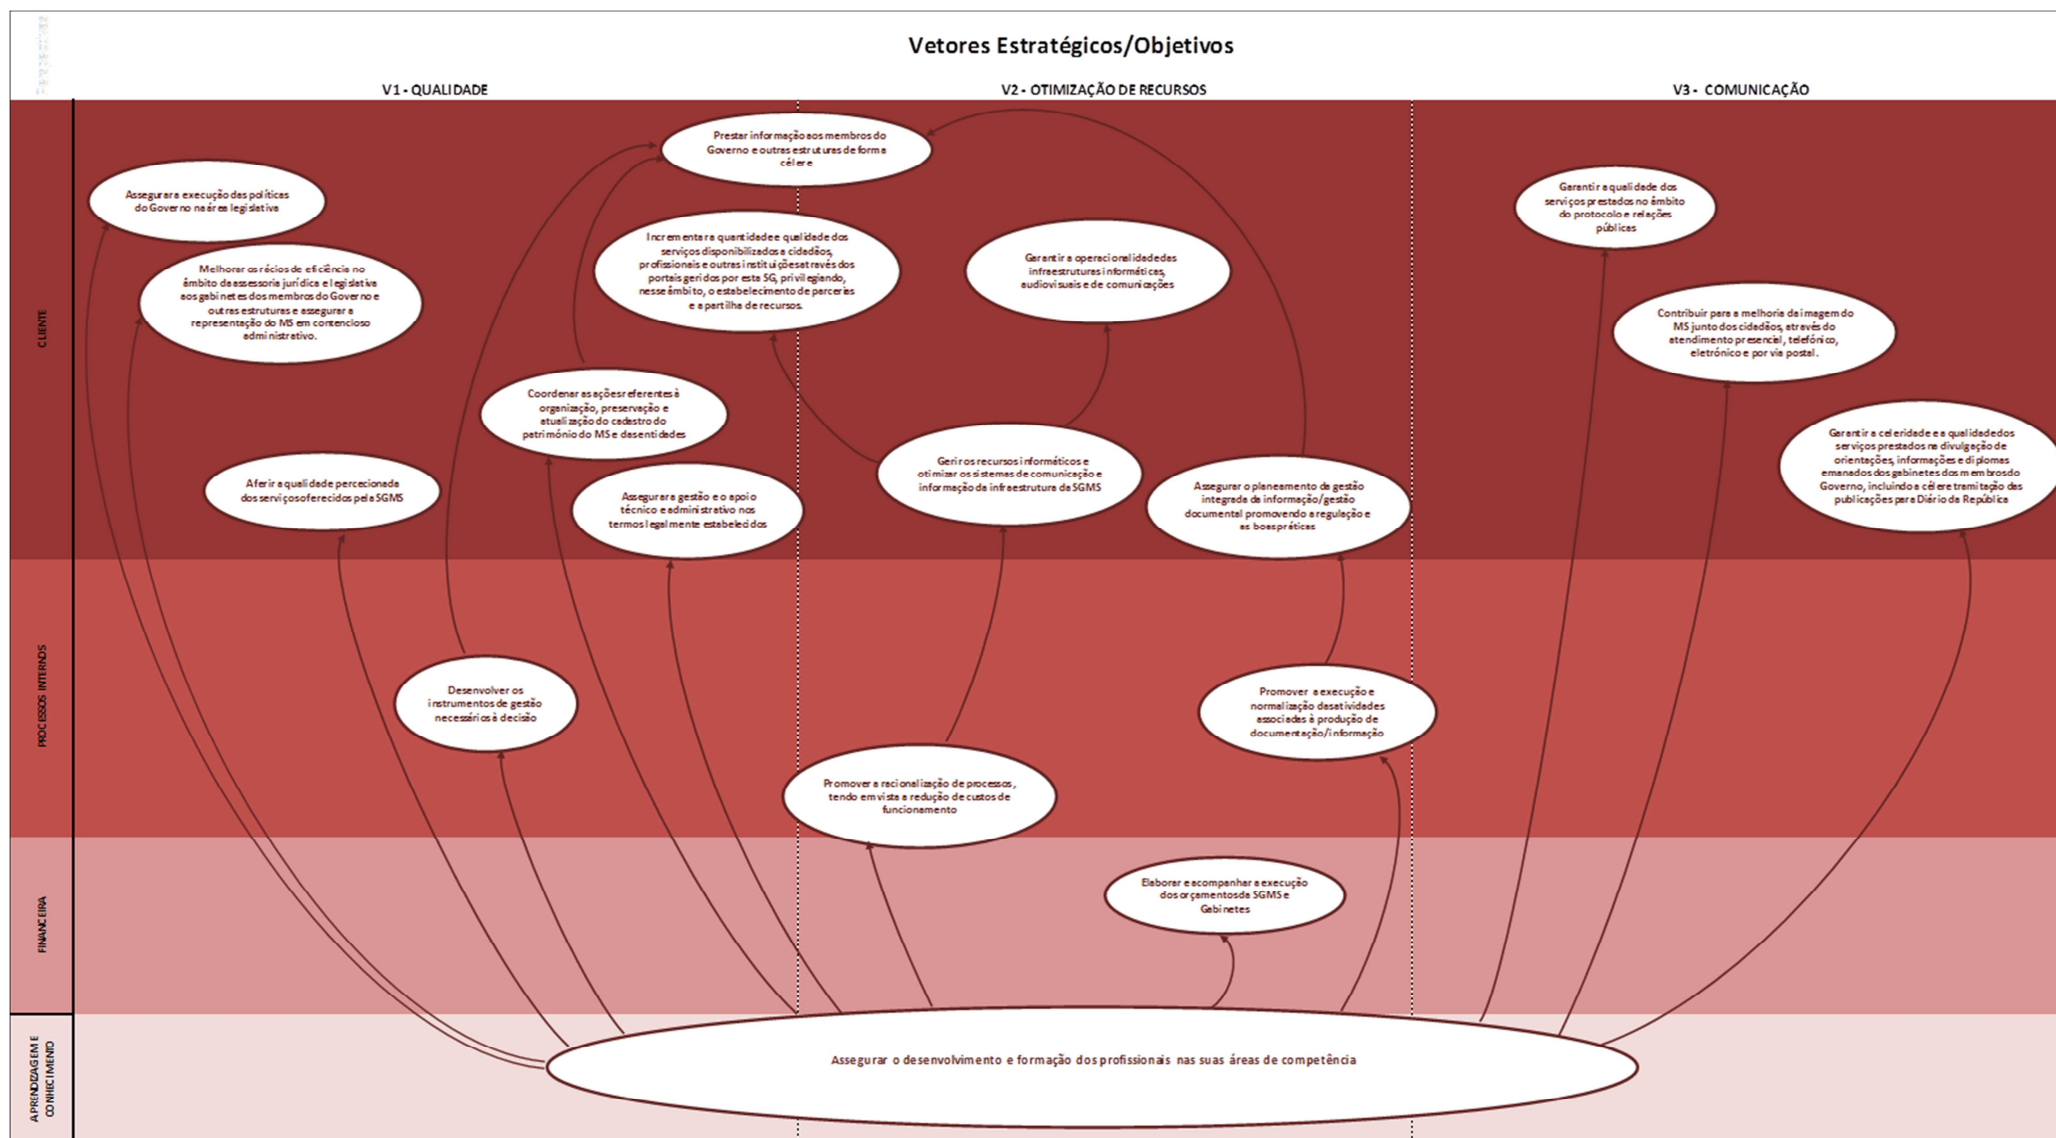 Vetores Estratégicos/Objetivos
V1 - QUALIDADE
V2 - OTIMIZAÇÃO DE RECURSOS
V3 - COMUNICAÇÃO
CLIENTE
Prestar informação aos membros do
Governo e outras estruturas de forma
célere
Assegurar a execução das políticas
do Governo na área legislativa
Garantir a qualidade dos
serviços prestados no âmbito
do protocolo e relações
públicas
Melhorar os rácios de eficiência no
âmbito da assessoria jurídica e legislativa
aos gabinetes dos membros do Governo e
outras estruturas e assegurar a
representação do MS em contencioso
administrativo.
Incrementar a quantidade e qualidade dos
serviços disponibilizados a cidadãos,
profissionais e outras instituições através dos
portais geridos por esta SG, privilegiando,
nesse âmbito, o estabelecimento de parcerias
e a partilha de recursos.
Garantir a operacionalidade das
infraestruturas informáticas,
audiovisuais e de comunicações
Contribuir para a melhoria da imagem do
MS junto dos cidadãos, através do
atendimento presencial, telefónico,
eletrónico e por via postal.
Coordenar as ações referentes à
organização, preservação e
atualização do cadastro do
património do MS e das entidades
Aferir a qualidade percecionada
dos serviços oferecidos pela SGMS
Assegurar a gestão e o apoio
técnico e administrativo nos
termos legalmente estabelecidos
Gerir os recursos informáticos e
otimizar os sistemas de comunicação e
informação da infraestrutura da SGMS
Assegurar o planeamento da gestão
integrada da informação/gestão
documental promovendo a regulação e
as boas práticas
Garantir a celeridade e a qualidade dos
serviços prestados na divulgação de
orientações, informações e diplomas
emanados dos gabinetes dos membros do
Governo, incluindo a célere tramitação das
publicações para Diário da República
PROCESSOS INTERNOS
Desenvolver os
instrumentos de gestão
necessários à decisão
Promover a execução e
normalização das atividades
associadas à produção de
documentação/informação
Promover a racionalização de processos,
tendo em vista a redução de custos de
funcionamento
FINANCEIRA
Elaborar e acompanhar a execução
dos orçamentos da SGMS e
Gabinetes
APRENDIZAGEM E
CONHECIMENTO
Assegurar o desenvolvimento e formação dos profissionais nas suas áreas de competência